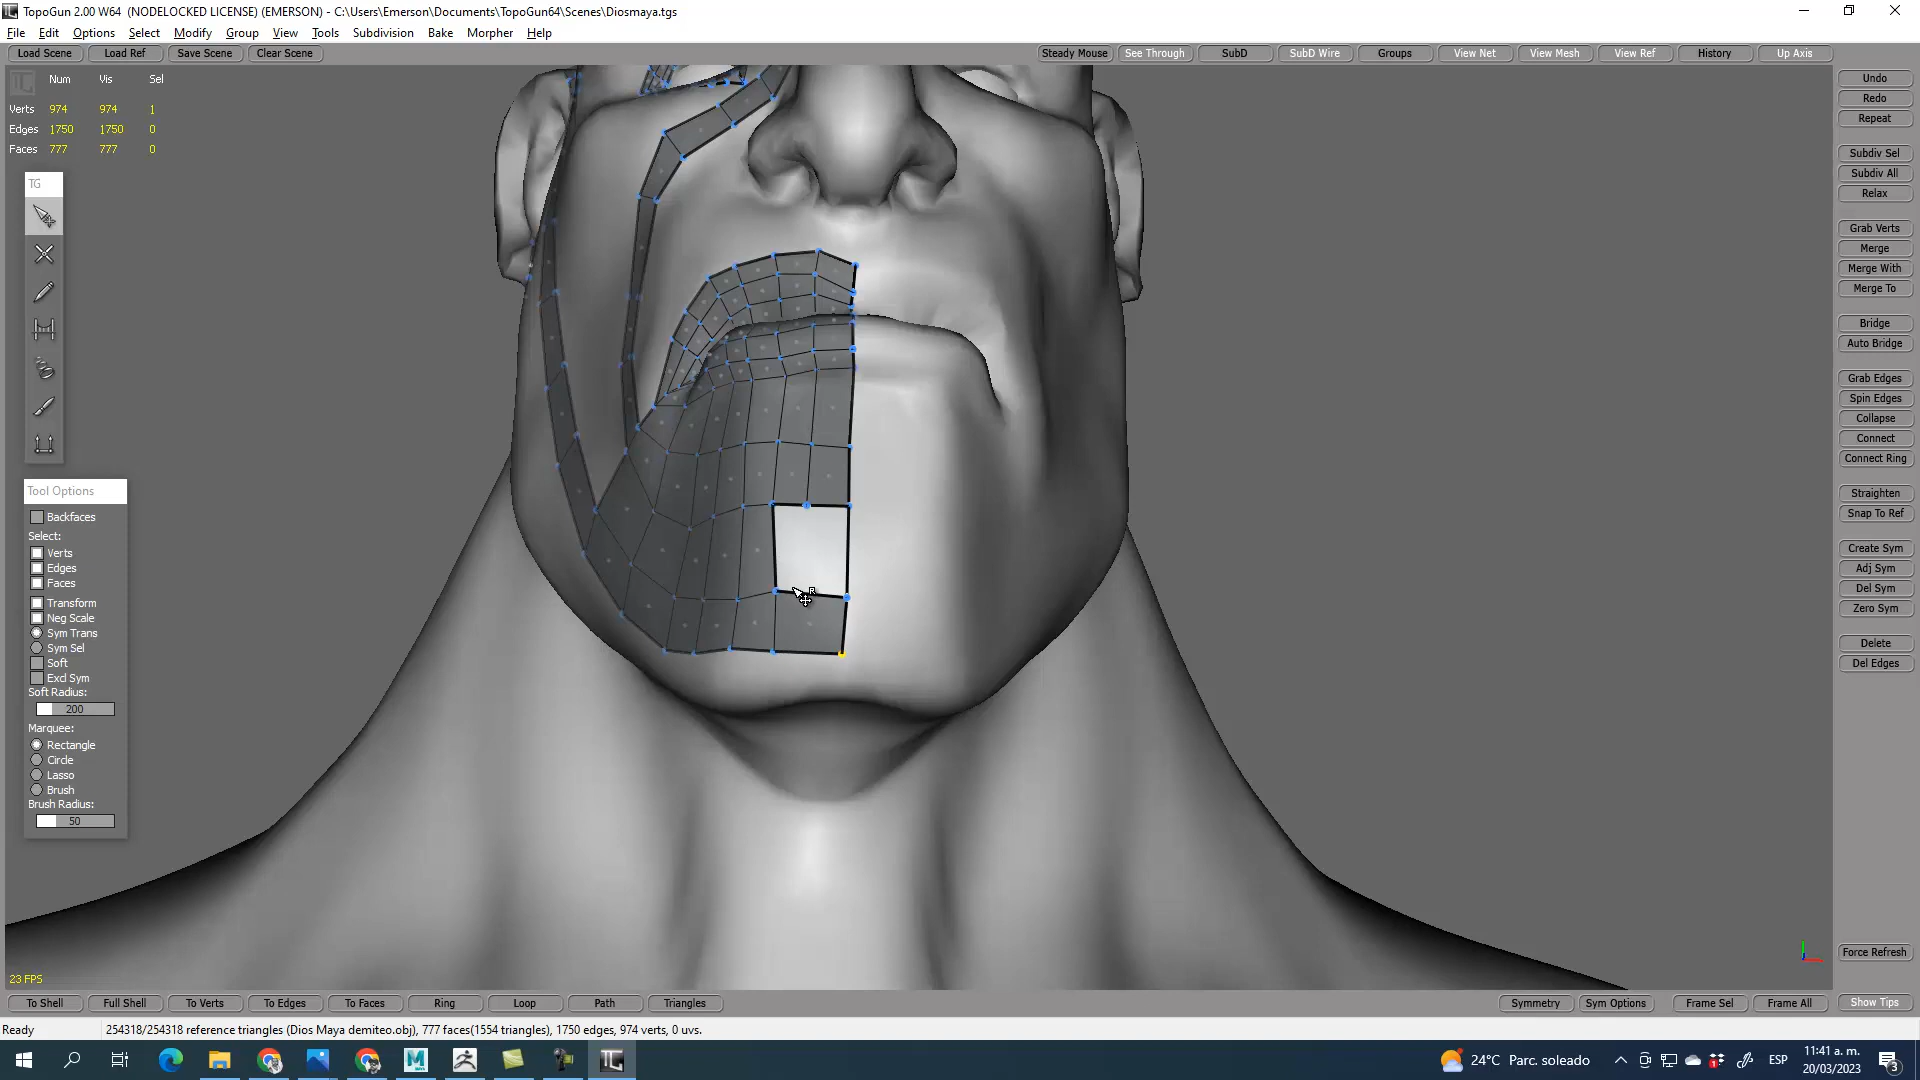 TopoGun 2.00 W64  (NODELOCKED LICENSE) (EMERSON) - C:\Users\Emerson\Documents\TopoGun64\Scenes\Diosmaya.tgs
File Edit Options Select Modify Group View Tools Subdivision Bake Morpher Help
Load Scene Load Ref Save Scene Clear Scene Steady Mouse See Through SubD SubD Wire Groups View Net View Mesh View Ref History Up Axis
Num Vis Sel
Verts 974 974 1
Edges 1750 1750 0
Faces 777 777 0
TG
Tool Options
Backfaces
Select:
Verts
Edges
Faces
Transform
Neg Scale
Sym Trans
Sym Sel
Soft
Excl Sym
Soft Radius:
200
Marquee:
Rectangle
Circle
Lasso
Brush
Brush Radius:
50
Undo
Redo
Repeat
Subdiv Sel
Subdiv All
Relax
Grab Verts
Merge
Merge With
Merge To
Bridge
Auto Bridge
Grab Edges
Spin Edges
Collapse
Connect
Connect Ring
Straighten
Snap To Ref
Create Sym
Adj Sym
Del Sym
Zero Sym
Delete
Del Edges
Force Refresh
23 FPS
To Shell Full Shell To Verts To Edges To Faces Ring Loop Path Triangles Symmetry Sym Options Frame Sel Frame All Show Tips
Ready 254318/254318 reference triangles (Dios Maya demiteo.obj), 777 faces(1554 triangles), 1750 edges, 974 verts, 0 uvs.
24°C Parc. soleado ESP 11:41 a. m.
20/03/2023
3